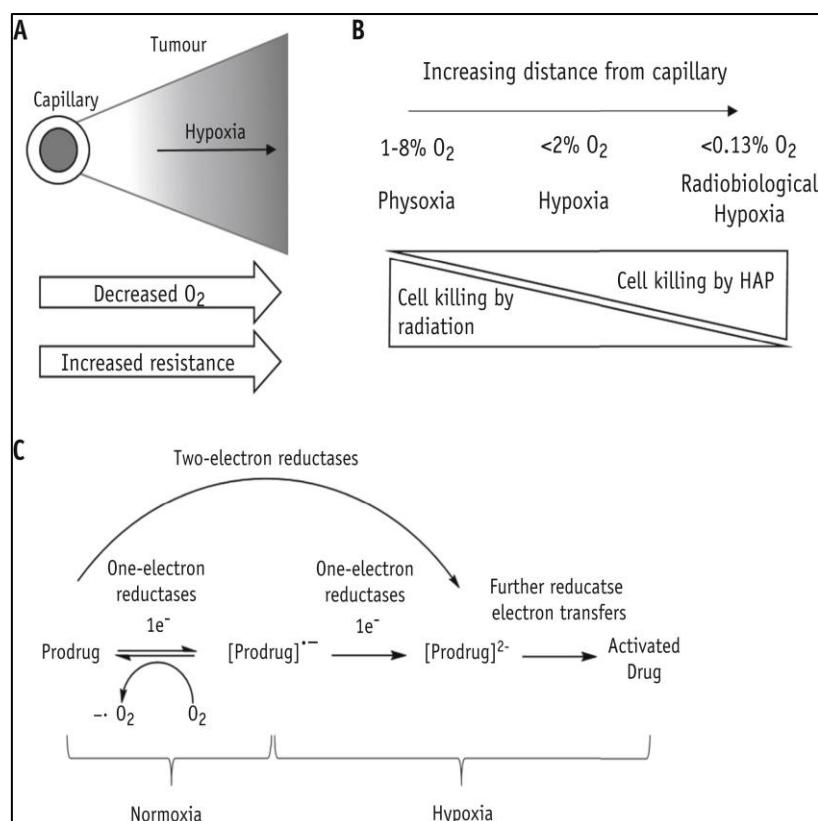 A
Tumour
Capillary
Hypoxia
Decreased O₂
Increased resistance
B
Increasing distance from capillary
1-8% O₂
<2% O₂
<0.13% O₂
Physoxia
Hypoxia
Radiobiological
Hypoxia
Cell killing by HAP
Cell killing by
radiation
C
Two-electron reductases
One-electron
reductases
1e⁻
One-electron
reductases
1e⁻
Further reducatse
electron transfers
Prodrug
[Prodrug]•−
[Prodrug]²⁻
Activated
Drug
−• O₂
O₂
Normoxia
Hypoxia